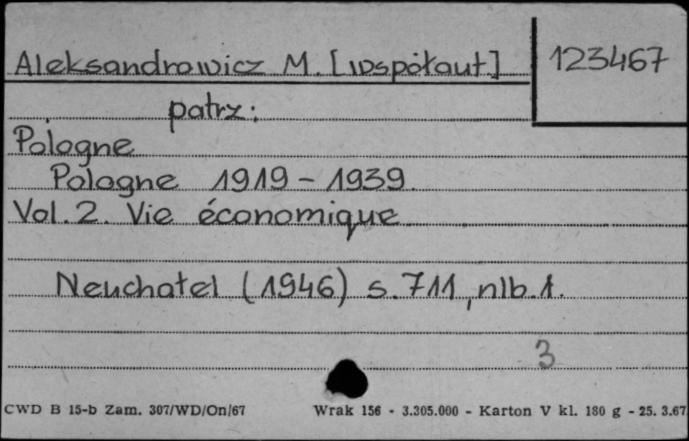 Aleksandrowicz M. [współaut] 123467
patrz:
Pologne
Pologne 1919 - 1939.
Vol. 2. Vie économique
Neuchatel (1946) s. 711, nlb. 1.
3
CWD B 15-b Zam. 307/WD/On/67 Wrak 156 - 3.305.000 - Karton V kl. 180 g - 25. 3.67